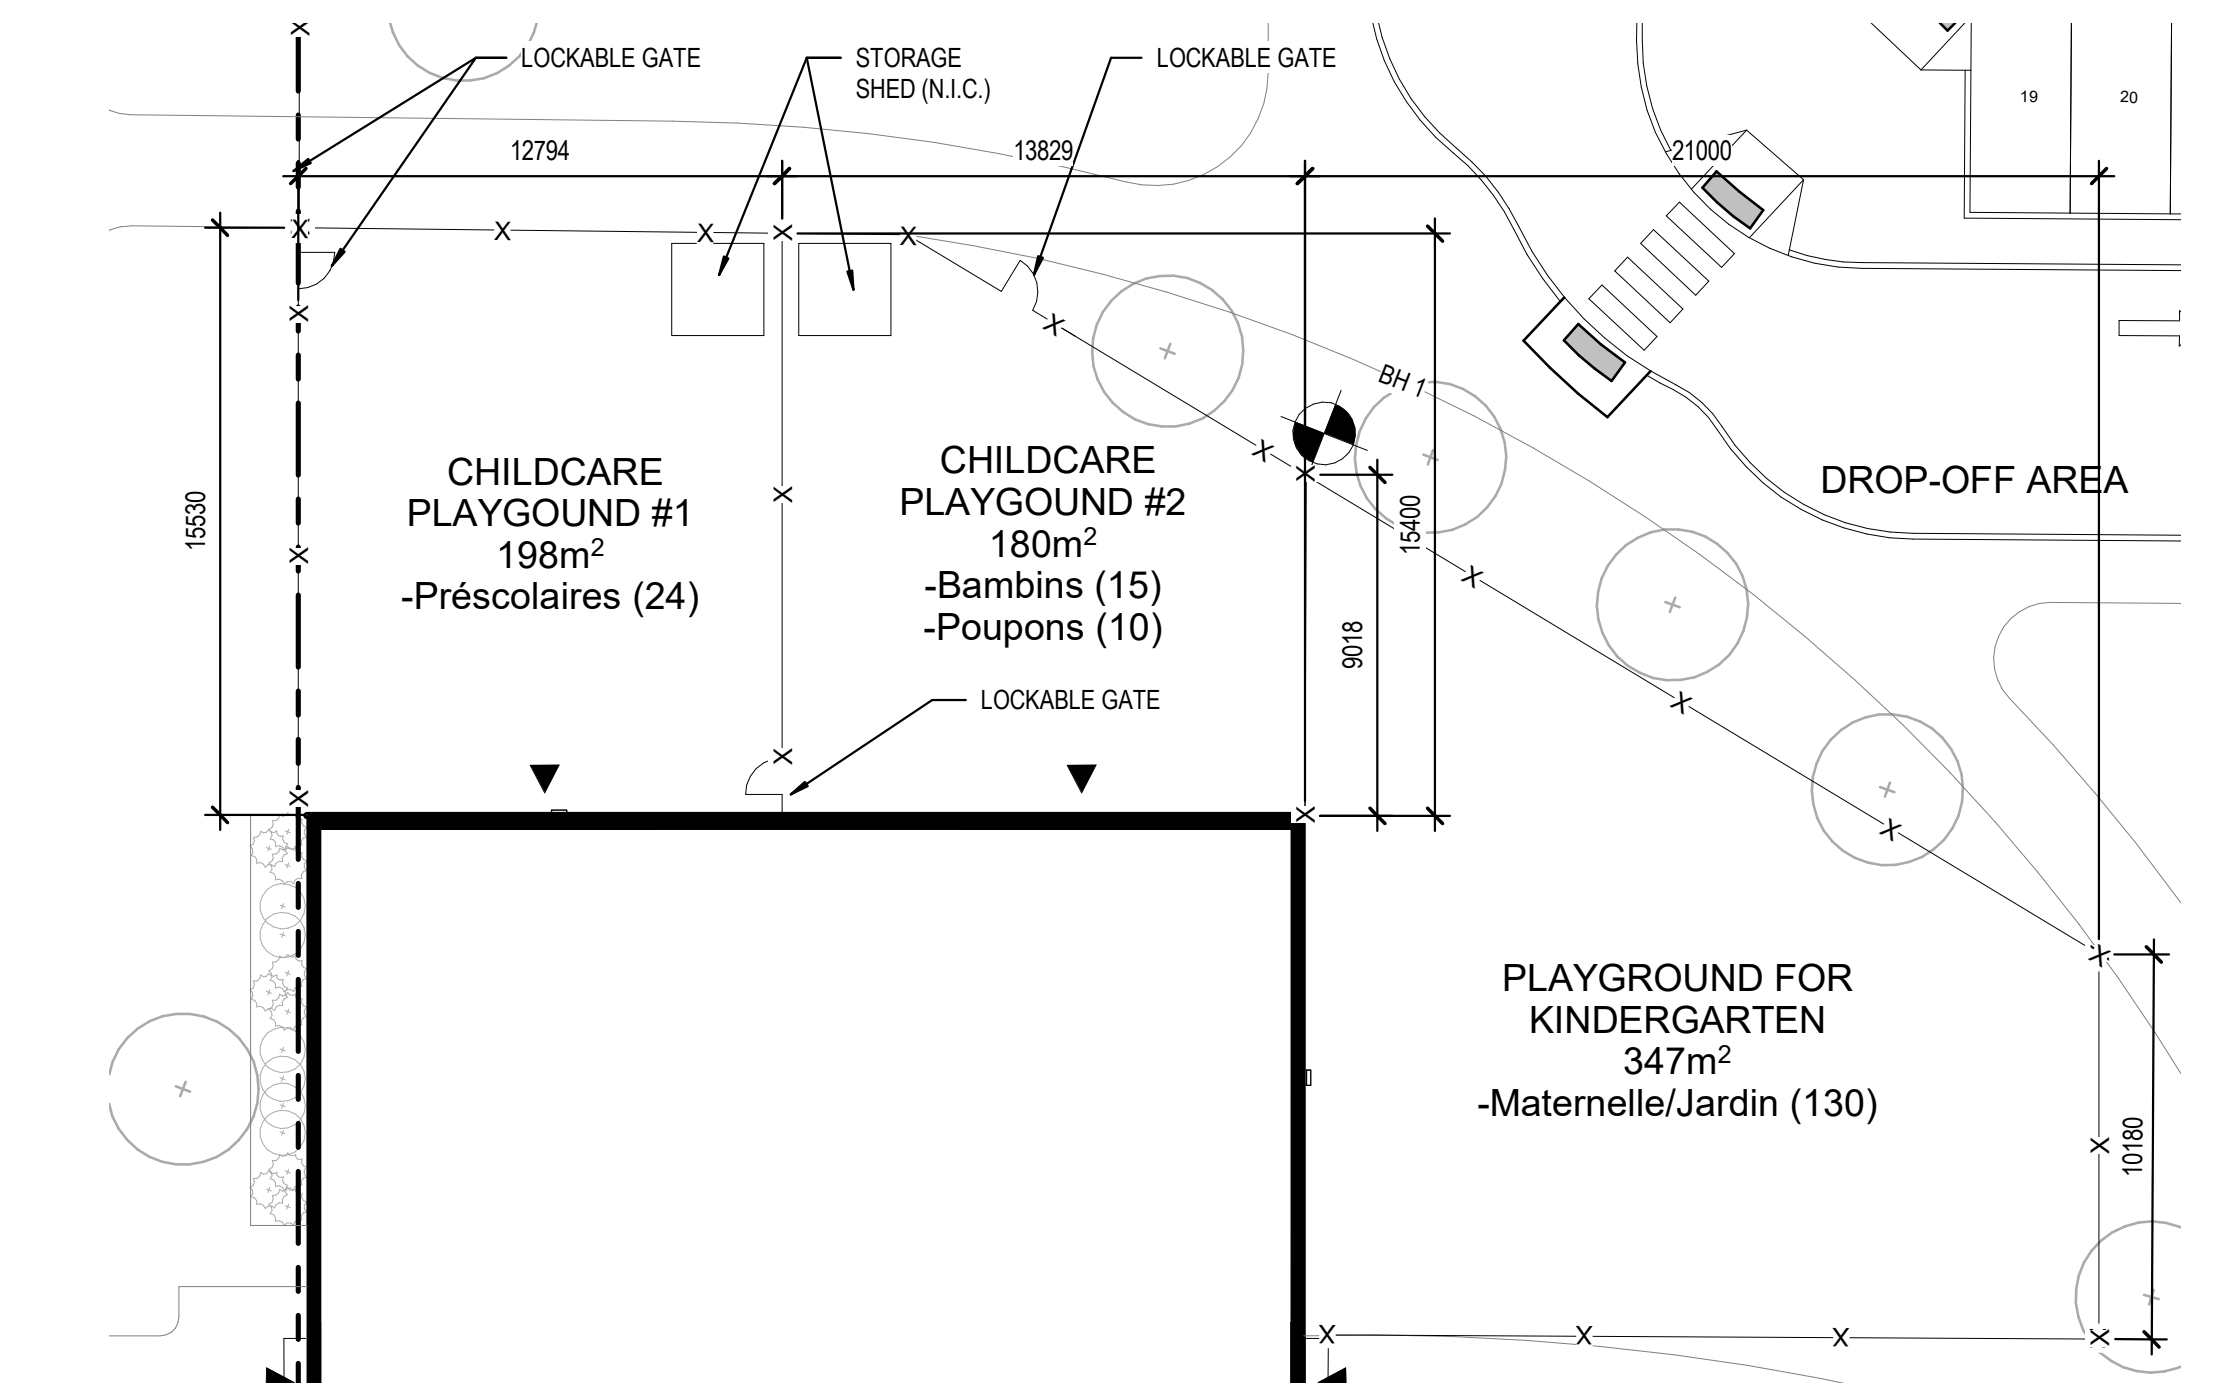 LOCKABLE GATE
STORAGE
SHED (N.I.C.)
LOCKABLE GATE
19
20
12794
13829
21000
BH 1
15530
CHILDCARE
PLAYGOUND #1
198m²
-Préscolaires (24)
CHILDCARE
PLAYGOUND #2
180m²
-Bambins (15)
-Poupons (10)
15400
9018
DROP-OFF AREA
LOCKABLE GATE
PLAYGROUND FOR
KINDERGARTEN
347m²
-Maternelle/Jardin (130)
10180